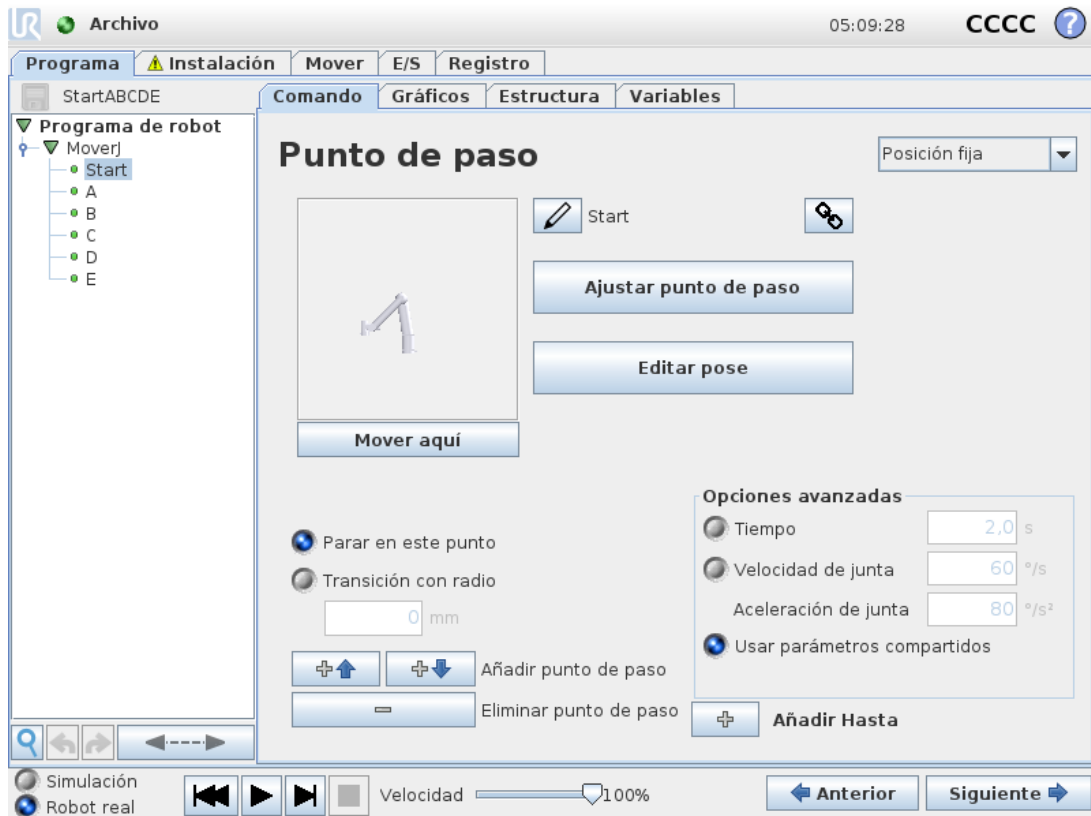 UR Archivo 05:09:28 CCCC ?
Programa Instalación Mover E/S Registro
StartABCDE Comando Gráficos Estructura Variables
Programa de robot
MoverJ
Start
A
B
C
D
E
Punto de paso Posición fija
Start
Ajustar punto de paso
Editar pose
Mover aquí
Parar en este punto
Transición con radio
0 mm
Añadir punto de paso
Eliminar punto de paso
Opciones avanzadas
Tiempo 2,0 s
Velocidad de junta 60 °/s
Aceleración de junta 80 °/s²
Usar parámetros compartidos
Añadir Hasta
Simulación
Robot real
Velocidad 100%
Anterior Siguiente